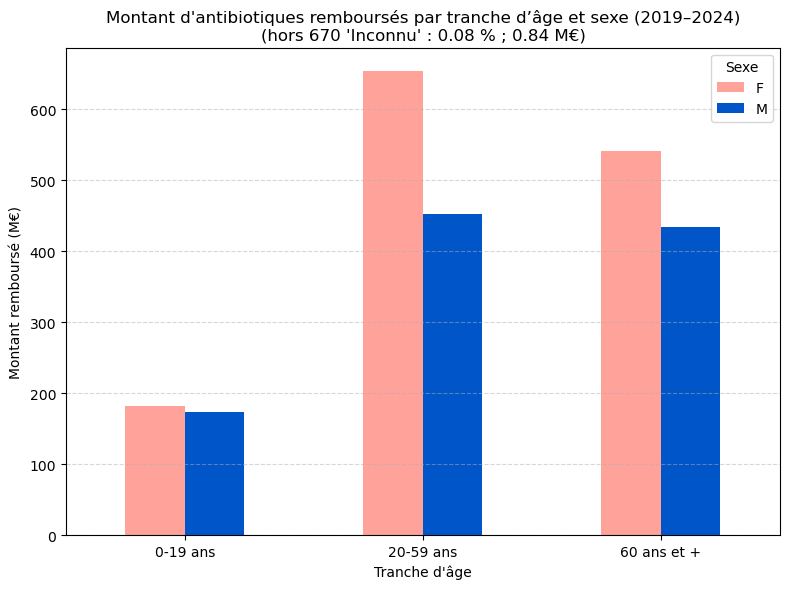 Montant d'antibiotiques remboursés par tranche d’âge et sexe (2019–2024)
(hors 670 'Inconnu' : 0.08 % ; 0.84 M€)
Sexe
F
M
Montant remboursé (M€)
600
500
400
300
200
100
0
0-19 ans
20-59 ans
60 ans et +
Tranche d'âge